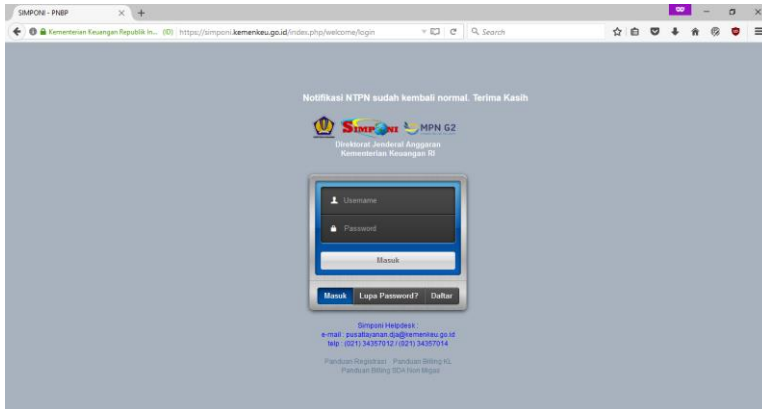 SIMPONI - PNBP
Kementerian Keuangan Republik In... (ID) https://simponi.kemenkeu.go.id/index.php/welcome/login
Search
Notifikasi NTPN sudah kembali normal. Terima Kasih
SIMPONI MPN G2
Direktorat Jenderal Anggaran
Kementerian Keuangan RI
Username
Password
Masuk
Masuk Lupa Password? Daftar
Simponi Helpdesk :
e-mail : pusatlayanan.dja@kemenkeu.go.id
telp : (021) 34357012 / (021) 34357014
Panduan Registrasi Panduan Billing KL
Panduan Billing SDA Non Migas